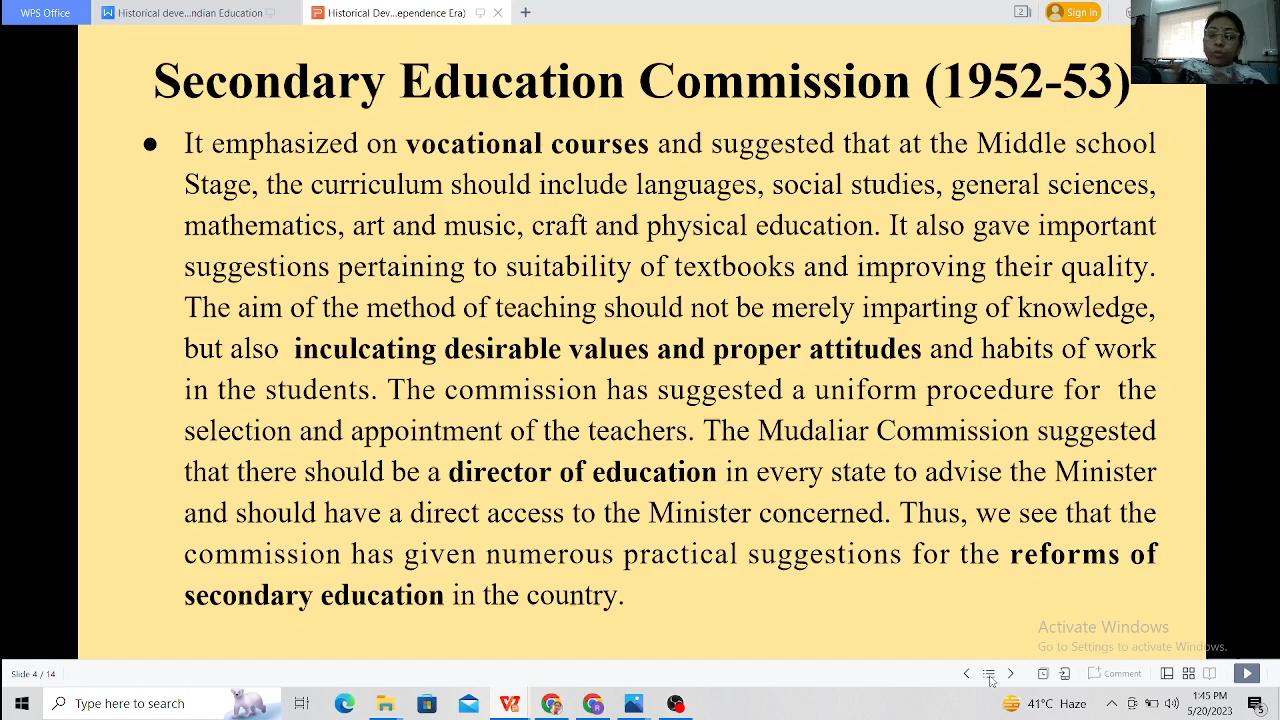 WPS Office
Historical deve...ndian Education
Historical Dev...ependence Era)
2
Sign in
Secondary Education Commission (1952-53)
● It emphasized on vocational courses and suggested that at the Middle school
Stage, the curriculum should include languages, social studies, general sciences,
mathematics, art and music, craft and physical education. It also gave important
suggestions pertaining to suitability of textbooks and improving their quality.
The aim of the method of teaching should not be merely imparting of knowledge,
but also inculcating desirable values and proper attitudes and habits of work
in the students. The commission has suggested a uniform procedure for the
selection and appointment of the teachers. The Mudaliar Commission suggested
that there should be a director of education in every state to advise the Minister
and should have a direct access to the Minister concerned. Thus, we see that the
commission has given numerous practical suggestions for the reforms of
secondary education in the country.
Activate Windows
Go to Settings to activate Windows.
Slide 4 / 14
Comment
Type here to search
41°C Haze
1:45 PM
5/20/2023
5